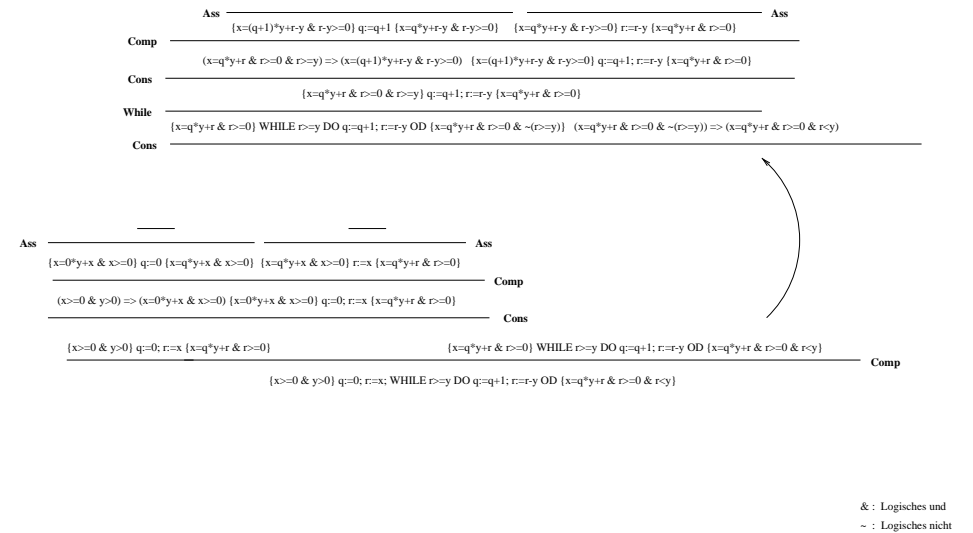 Ass Ass
{x=(q+1)*y+r-y & r-y>=0} q:=q+1 {x=q*y+r-y & r-y>=0} {x=q*y+r-y & r-y>=0} r:=r-y {x=q*y+r & r>=0}
Comp
(x=q*y+r & r>=0 & r>=y) => (x=(q+1)*y+r-y & r-y>=0) {x=(q+1)*y+r-y & r-y>=0} q:=q+1; r:=r-y {x=q*y+r & r>=0}
Cons
{x=q*y+r & r>=0 & r>=y} q:=q+1; r:=r-y {x=q*y+r & r>=0}
While
{x=q*y+r & r>=0} WHILE r>=y DO q:=q+1; r:=r-y OD {x=q*y+r & r>=0 & ~(r>=y)} (x=q*y+r & r>=0 & ~(r>=y)) => (x=q*y+r & r>=0 & r<y)
Cons
Ass Ass
{x=0*y+x & x>=0} q:=0 {x=q*y+x & x>=0} {x=q*y+x & x>=0} r:=x {x=q*y+r & r>=0}
Comp
(x>=0 & y>0) => (x=0*y+x & x>=0) {x=0*y+x & x>=0} q:=0; r:=x {x=q*y+r & r>=0}
Cons
{x>=0 & y>0} q:=0; r:=x {x=q*y+r & r>=0} {x=q*y+r & r>=0} WHILE r>=y DO q:=q+1; r:=r-y OD {x=q*y+r & r>=0 & r<y}
Comp
{x>=0 & y>0} q:=0; r:=x; WHILE r>=y DO q:=q+1; r:=r-y OD {x=q*y+r & r>=0 & r<y}
& : Logisches und
~ : Logisches nicht